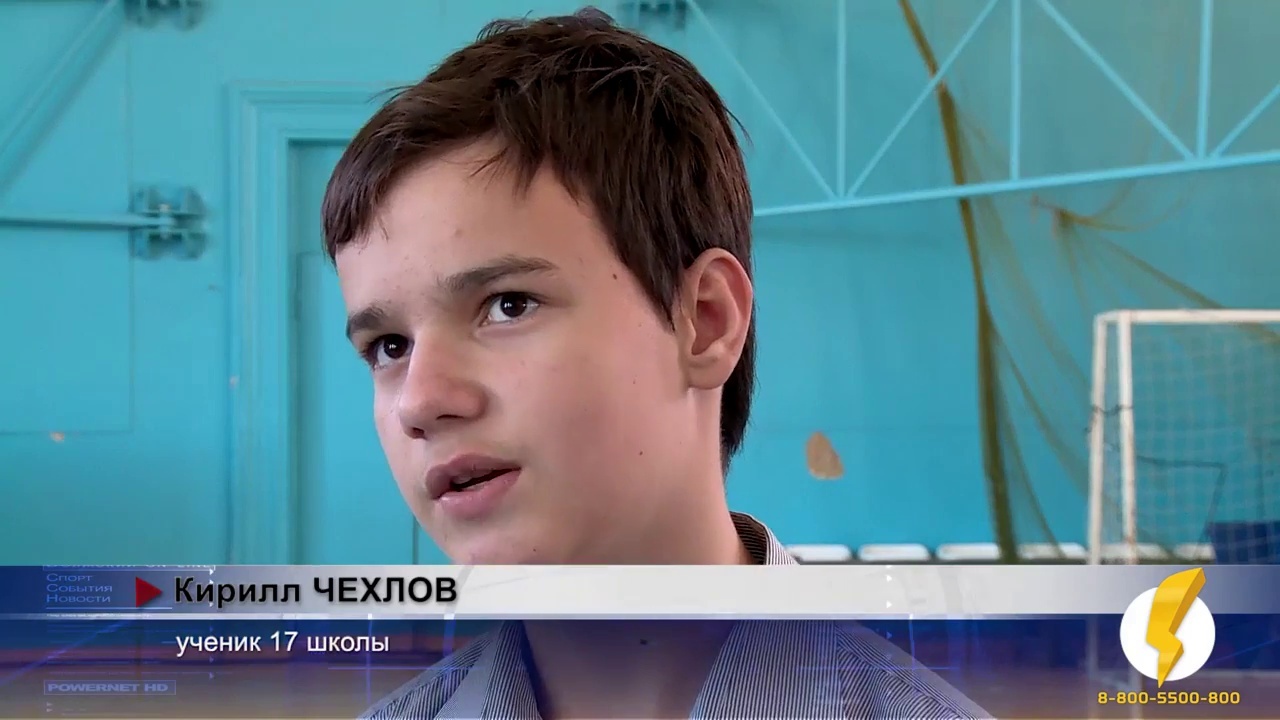 Спорт
События
Новости
Кирилл ЧЕХЛОВ
ученик 17 школы
POWERNET HD
8-800-5500-800